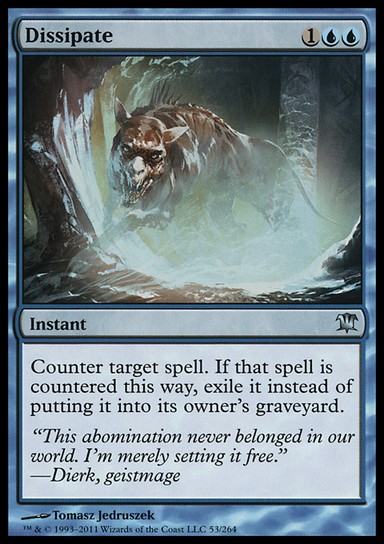 Dissipate 1
Instant
Counter target spell. If that spell is
countered this way, exile it instead of
putting it into its owner's graveyard.
“This abomination never belonged in our
world. I'm merely setting it free.”
—Dierk, geistmage
Tomasz Jedruszek
™ & © 1993–2011 Wizards of the Coast LLC 53/264